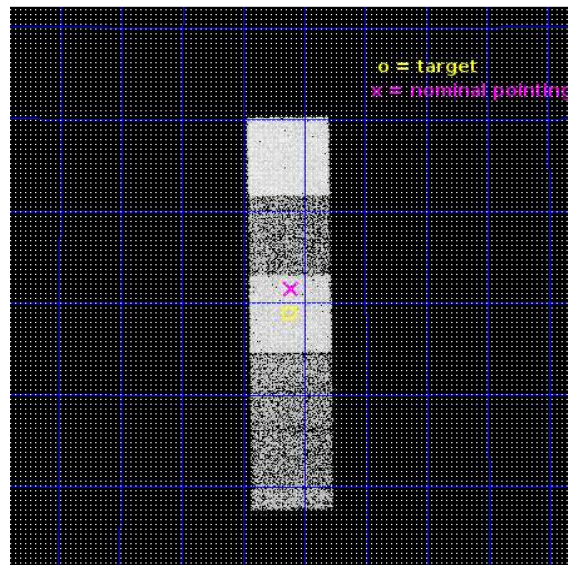 o = target
x = nominal pointing